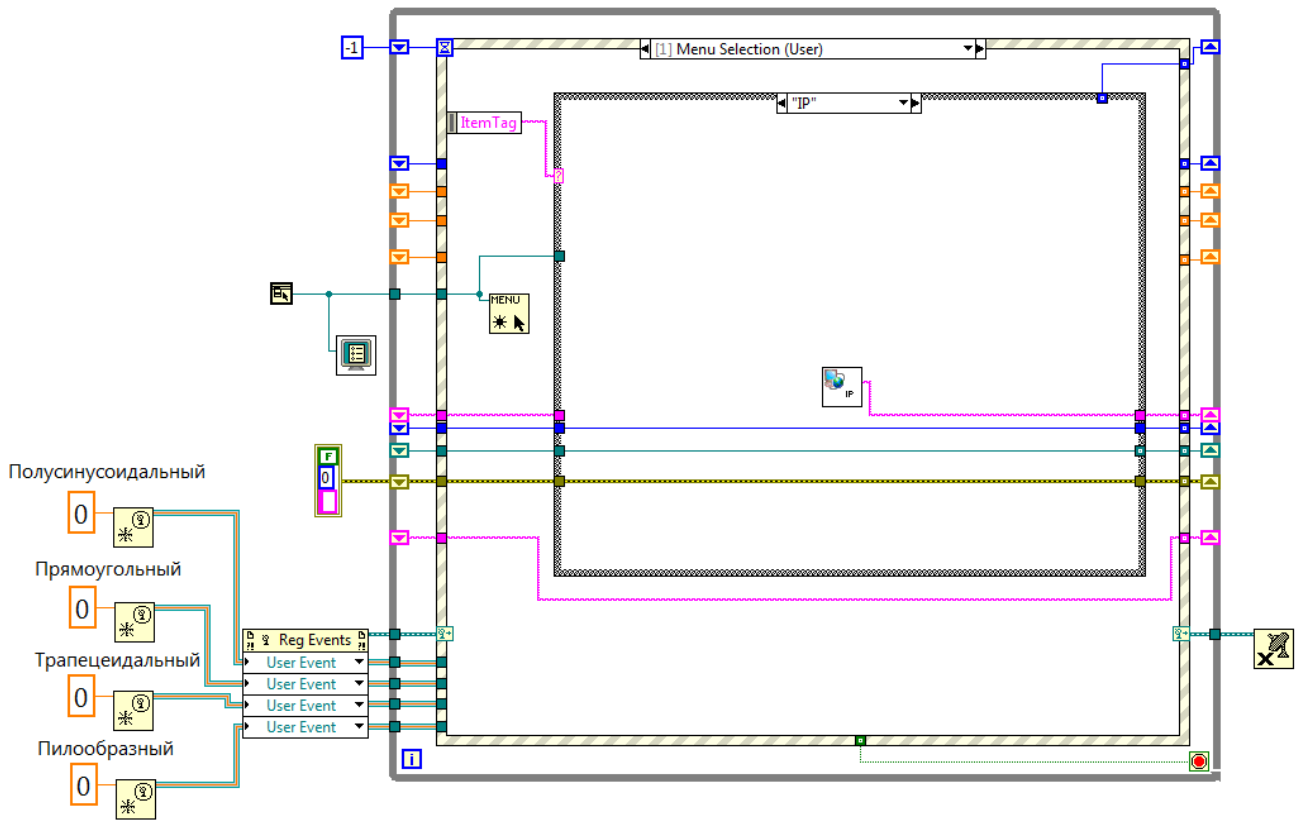 -1
[1] Menu Selection (User)
"IP"
ItemTag
?
MENU
IP
F
0
Полусинусоидальный
0
Прямоугольный
0
Reg Events
Трапецеидальный
User Event
0
User Event
User Event
User Event
Пилообразный
0
i